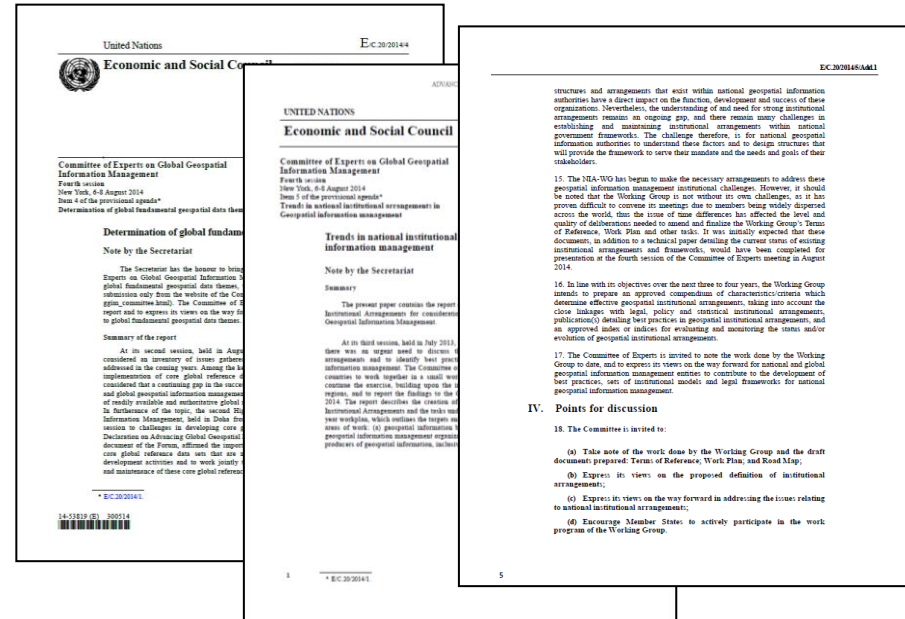 United Nations
E/C.20/2014/4
Economic and Social Council
Committee of Experts on Global Geospatial
Information Management
Fourth session
New York, 6-8 August 2014
Item 4 of the provisional agenda*
Determination of global fundamental geospatial data them
Determination of global fundame
Note by the Secretariat
The Secretariat has the honour to bring
Experts on Global Geospatial Information M
global fundamental geospatial data themes,
submission only from the website of the Com
ggim_committee.html). The Committee of E
report and to express its views on the way fo
to global fundamental geospatial data themes.
Summary of the report
At its second session, held in Augu
considered an inventory of issues gathere
addressed in the coming years. Among the ke
implementation of core global reference d
considered that a continuing gap in the succe
and global geospatial information manageme
of readily available and authoritative global
In furtherance of the topic, the second Hig
Information Management, held in Doha fro
session to challenges in developing core g
Declaration on Advancing Global Geospatial
document of the Forum, affirmed the import
core global reference data sets that are
development activities and to work jointly
and maintenance of these core global referenc
* E/C.20/2014/1.
14-53819 (E) 300514
ADVANC
UNITED NATIONS
Economic and Social Council
Committee of Experts on Global Geospatial
Information Management
Fourth session
New York, 6-8 August 2014
Item 5 of the provisional agenda*
Trends in national institutional arrangements in
Geospatial information management
Trends in national institutional
information management
Note by the Secretariat
Summary
The present paper contains the report
Institutional Arrangements for consideratio
Geospatial Information Management.
At its third session, held in July 2013,
there was an urgent need to discuss
arrangements and to identify best pract
information management. The Committee o
countries to work together in a small wor
continue the exercise, building upon the i
regions, and to report the findings to the
2014. The report describes the creation of
Institutional Arrangements and the tasks und
year workplan, which outlines the targets an
areas of work: (a) geospatial information
geospatial information management organiz
producers of geospatial information, inclusiv
1
* E/C.20/2014/1.
E/C.20/2014/5/Add.1
structures and arrangements that exist within national geospatial information
authorities have a direct impact on the function, development and success of these
organizations. Nevertheless, the understanding of and need for strong institutional
arrangements remains an ongoing gap, and there remain many challenges in
establishing and maintaining institutional arrangements within national
government frameworks. The challenge therefore, is for national geospatial
information authorities to understand these factors and to design structures that
will provide the framework to serve their mandate and the needs and goals of their
stakeholders.
15. The NIA-WG has begun to make the necessary arrangements to address these
geospatial information management institutional challenges. However, it should
be noted that the Working Group is not without its own challenges, as it has
proven difficult to convene its meetings due to members being widely dispersed
across the world, thus the issue of time differences has affected the level and
quality of deliberations needed to amend and finalize the Working Group's Terms
of Reference, Work Plan and other tasks. It was initially expected that these
documents, in addition to a technical paper detailing the current status of existing
institutional arrangements and frameworks, would have been completed for
presentation at the fourth session of the Committee of Experts meeting in August
2014.
16. In line with its objectives over the next three to four years, the Working Group
intends to prepare an approved compendium of characteristics/criteria which
determine effective geospatial institutional arrangements, taking into account the
close linkages with legal, policy and statistical institutional arrangements,
publication(s) detailing best practices in geospatial institutional arrangements, and
an approved index or indices for evaluating and monitoring the status and/or
evolution of geospatial institutional arrangements.
17. The Committee of Experts is invited to note the work done by the Working
Group to date, and to express its views on the way forward for national and global
geospatial information management entities to contribute to the development of
best practices, sets of institutional models and legal frameworks for national
geospatial information management.
IV. Points for discussion
18. The Committee is invited to:
(a) Take note of the work done by the Working Group and the draft
documents prepared: Terms of Reference; Work Plan; and Road Map;
(b) Express its views on the proposed definition of institutional
arrangements;
(c) Express its views on the way forward in addressing the issues relating
to national institutional arrangements;
(d) Encourage Member States to actively participate in the work
program of the Working Group.
5